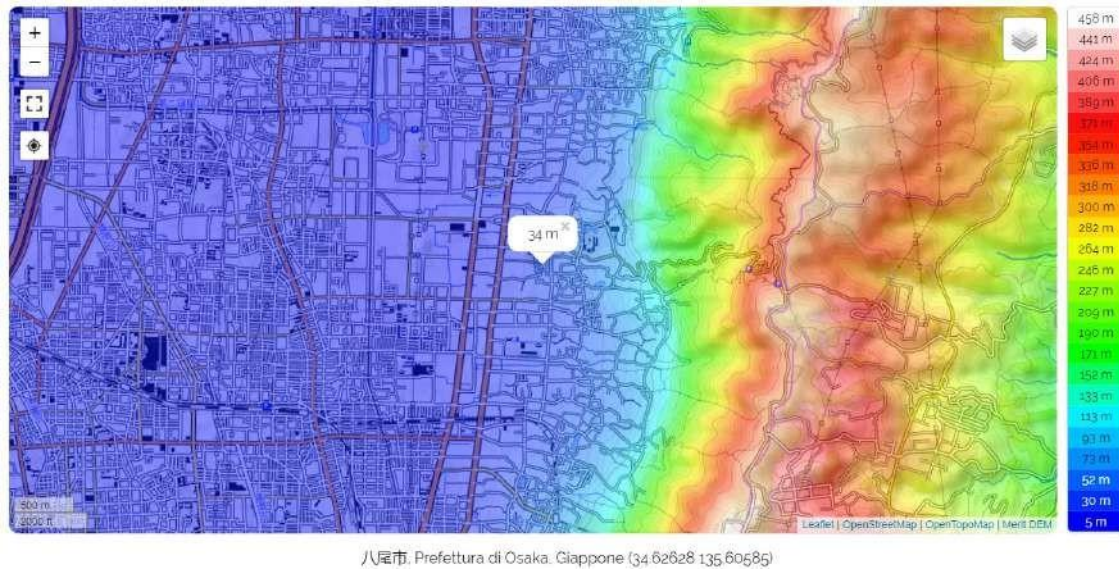 +
−
34 m ×
458 m
441 m
424 m
406 m
389 m
371 m
354 m
336 m
318 m
300 m
282 m
264 m
246 m
227 m
209 m
190 m
171 m
152 m
133 m
113 m
93 m
73 m
52 m
30 m
5 m
500 m
2000 ft
Leaflet | OpenStreetMap | OpenTopoMap | Merit DEM
八尾市, Prefettura di Osaka, Giappone (34.62628 135.60585)